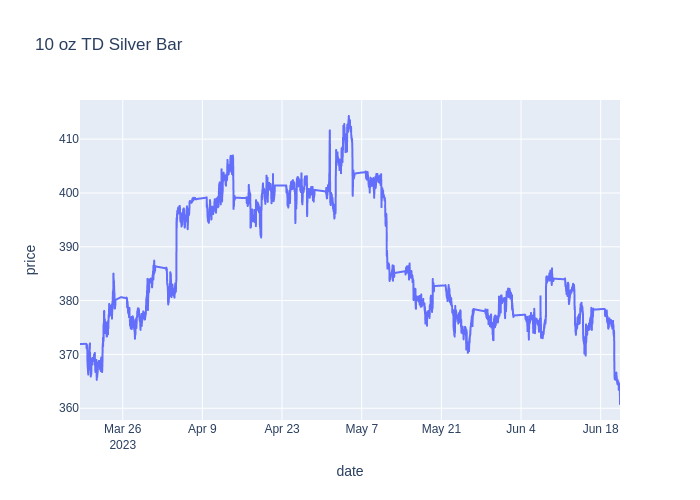 10 oz TD Silver Bar
price
410
400
390
380
370
360
Mar 26
2023
Apr 9
Apr 23
May 7
May 21
Jun 4
Jun 18
date